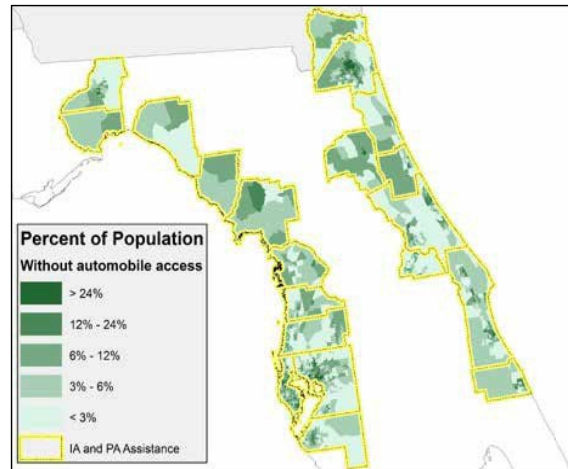 Percent of Population
Without automobile access
> 24%
12% - 24%
6% - 12%
3% - 6%
< 3%
IA and PA Assistance